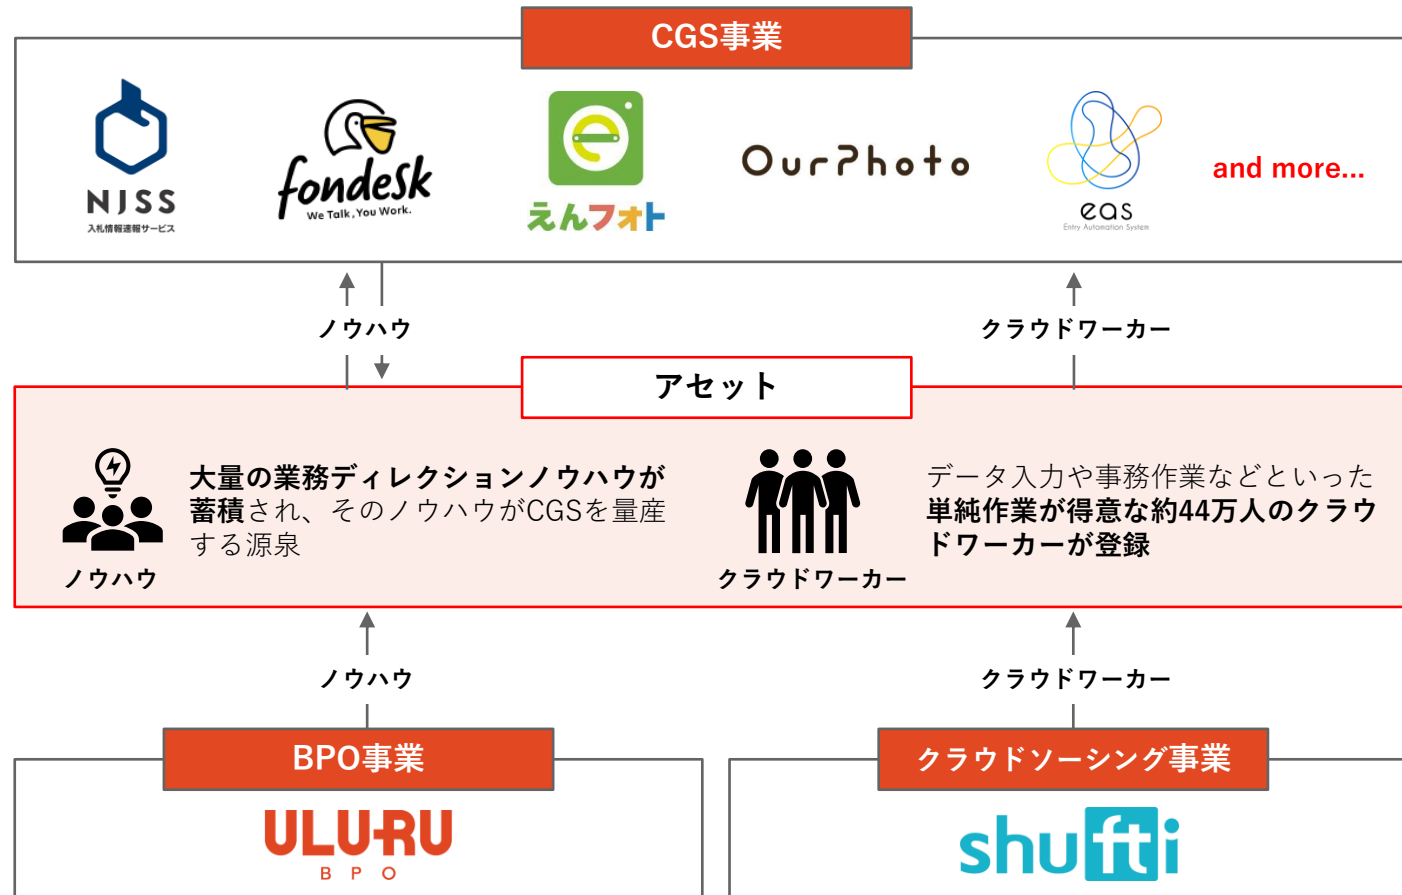 CGS事業
NJSS
入札情報速報サービス
fondesk
We Talk, You Work.
えんフォト
OurPhoto
eas
Entry Automation System
and more...
ノウハウ
クラウドワーカー
アセット
大量の業務ディレクションノウハウが
蓄積され、そのノウハウがCGSを量産
する源泉
ノウハウ
データ入力や事務作業などといった
単純作業が得意な約44万人のクラウ
ドワーカーが登録
クラウドワーカー
ノウハウ
クラウドワーカー
BPO事業
ULURU
BPO
クラウドソーシング事業
shufti